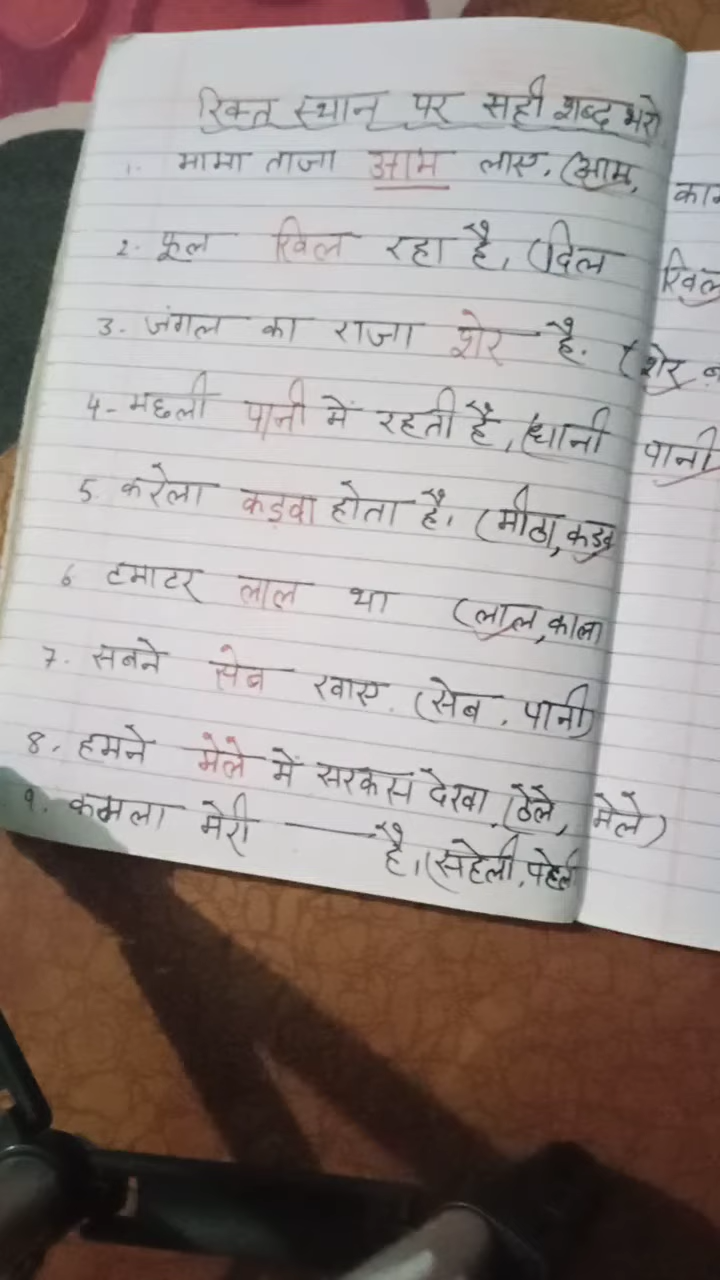 रिक्त स्थान पर सही शब्द भरो
1. मामा ताजा आम लाए. (आम,
2. फूल खिल रहा है, (दिल खिल
3. जंगल का राजा शेर है. (शेर
4- मछली पानी में रहती है, (धानी पानी
5. करेला कड़वा होता है. (मीठा, कड़व
6 टमाटर लाल था (लाल, काला
7. सबने सेब खाए. (सेब, पानी)
8. हमने मेले में सरकस देखा (ठेले, मेले)
9. कमला मेरी —— है। (सहेली, पहेली